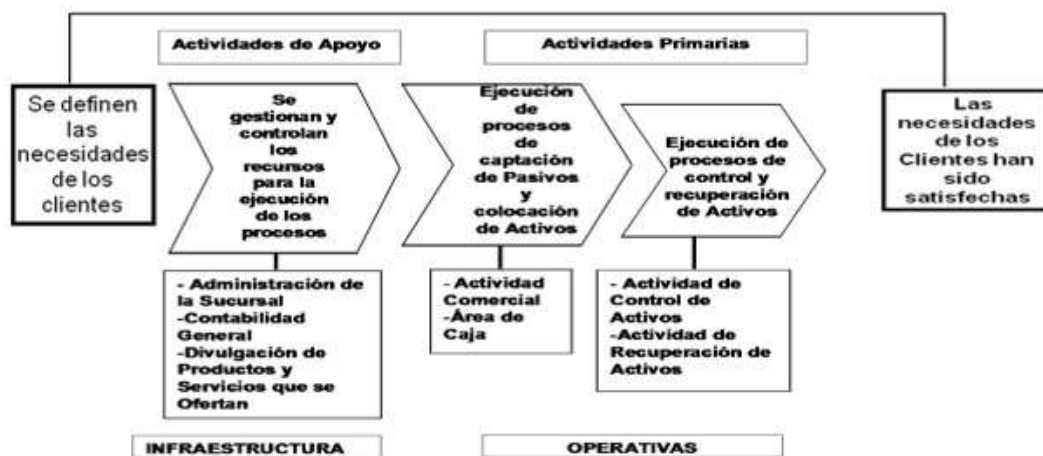 Actividades de Apoyo
Actividades Primarias
Se definen
las
necesidades
de los
clientes
Se
gestionan y
controlan
los
recursos
para la
ejecución
de los
procesos
Ejecución
de
procesos
de
captación
de Pasivos
y
colocación
de Activos
Ejecución de
procesos de
control y
recuperación
de Activos
Las
necesidades
de los
Clientes han
sido
satisfechas
- Administración de
la Sucursal
-Contabilidad
General
-Divulgación de
Productos y
Servicios que se
Ofertan
- Actividad
Comercial
-Área de
Caja
- Actividad de
Control de
Activos
-Actividad de
Recuperación de
Activos
INFRAESTRUCTURA
OPERATIVAS